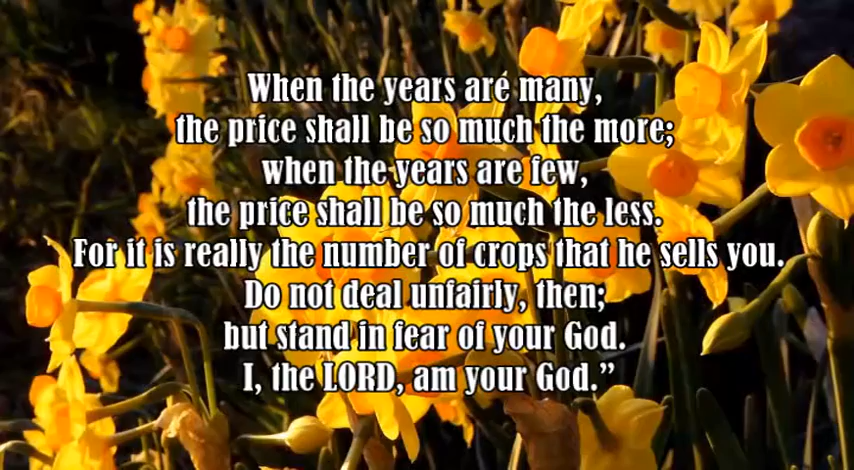 When the years are many,
the price shall be so much the more;
when the years are few,
the price shall be so much the less.
For it is really the number of crops that he sells you.
Do not deal unfairly, then;
but stand in fear of your God.
I, the LORD, am your God.”